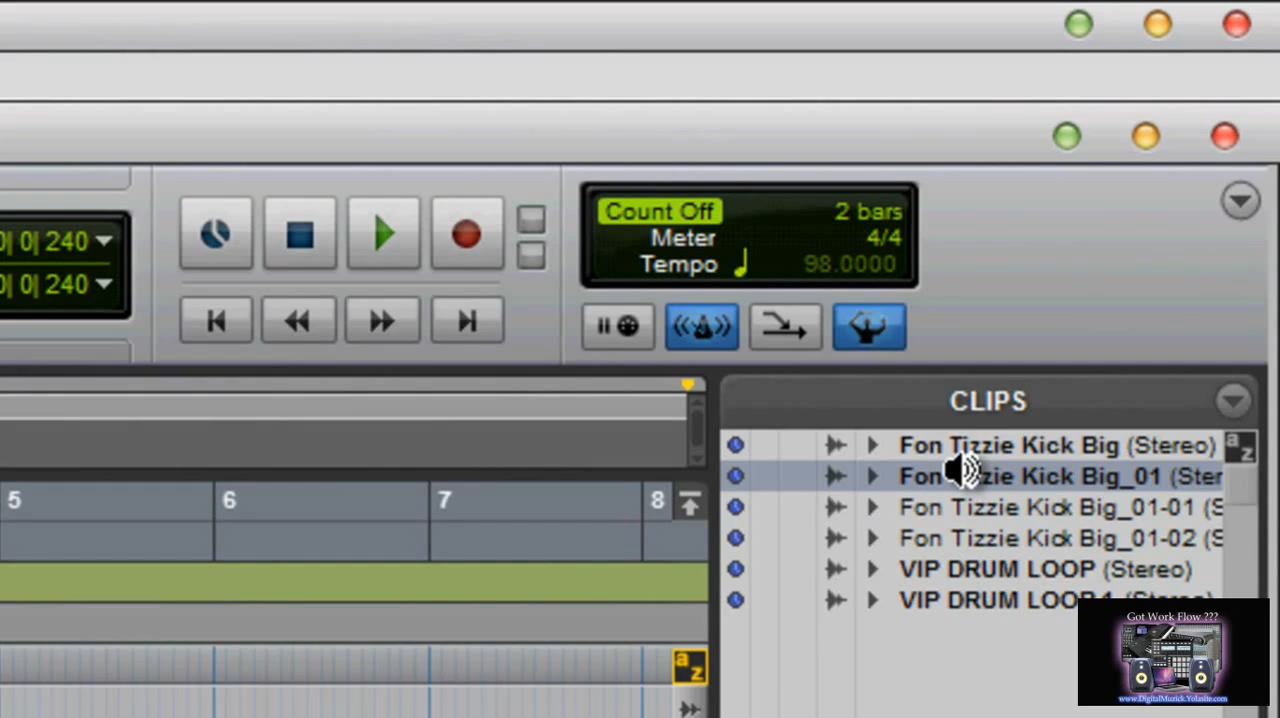 Count Off 2 bars
Meter 4/4
Tempo 98.0000
0| 0| 240
0| 0| 240
CLIPS
Fon Tizzie Kick Big (Stereo)
Fon Tizzie Kick Big_01 (Ster
Fon Tizzie Kick Big_01-01 (S
Fon Tizzie Kick Big_01-02 (S
VIP DRUM LOOP (Stereo)
VIP DRUM LOOP
a z
5 6 7 8
a z
Got Work Flow ???
www.DigitalMuzick.Yolasite.com